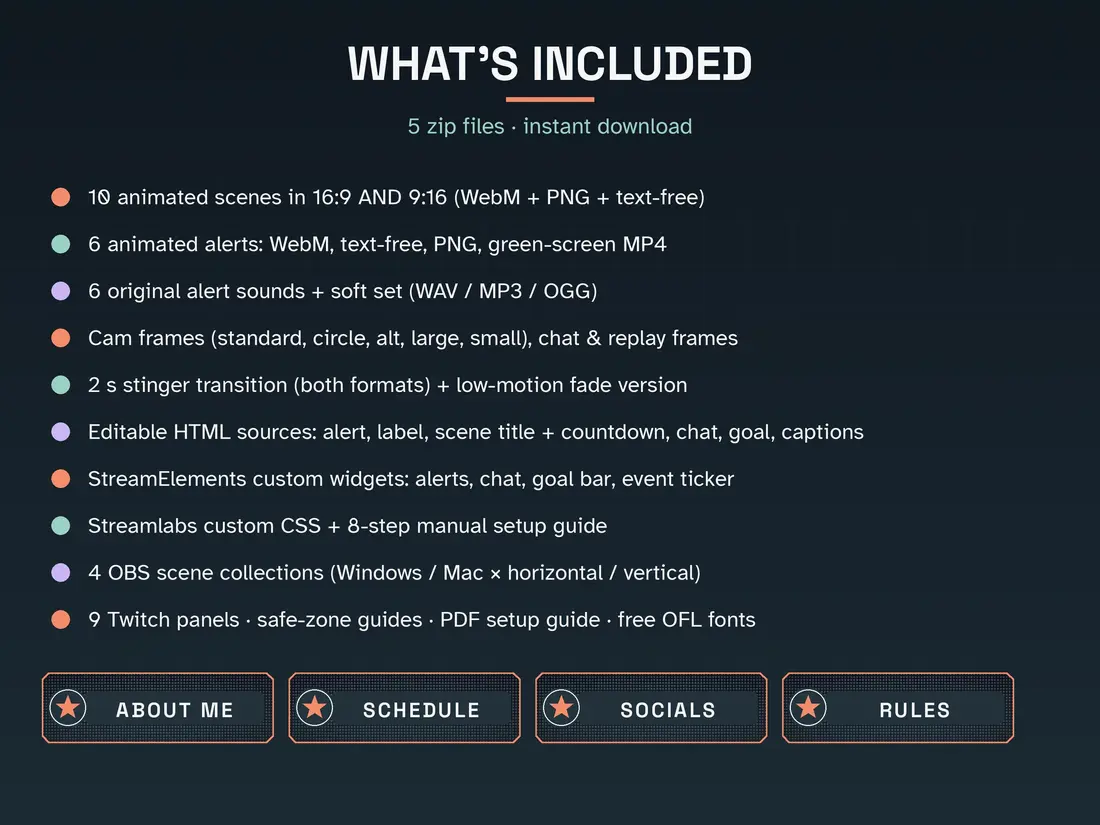 WHAT'S INCLUDED
5 zip files · instant download
10 animated scenes in 16:9 AND 9:16 (WebM + PNG + text-free)
6 animated alerts: WebM, text-free, PNG, green-screen MP4
6 original alert sounds + soft set (WAV / MP3 / OGG)
Cam frames (standard, circle, alt, large, small), chat & replay frames
2 s stinger transition (both formats) + low-motion fade version
Editable HTML sources: alert, label, scene title + countdown, chat, goal, captions
StreamElements custom widgets: alerts, chat, goal bar, event ticker
Streamlabs custom CSS + 8-step manual setup guide
4 OBS scene collections (Windows / Mac × horizontal / vertical)
9 Twitch panels · safe-zone guides · PDF setup guide · free OFL fonts
ABOUT ME
SCHEDULE
SOCIALS
RULES